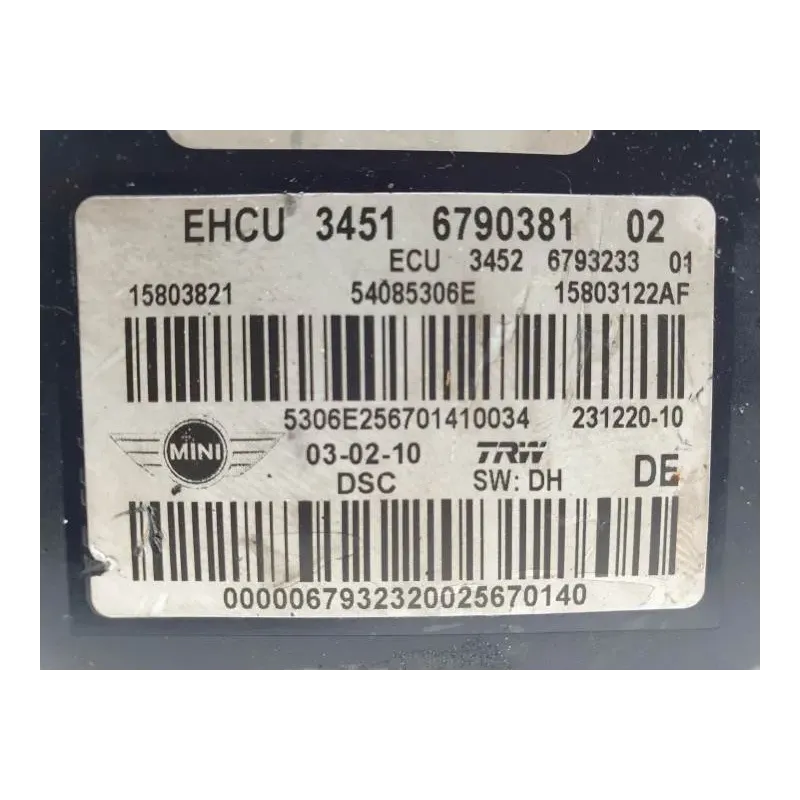 EHCU 3451 6790381 02
ECU 3452 6793233 01
15803821 54085306E 15803122AF
5306E256701410034 231220-10
MINI 03-02-10 TRW DE
DSC SW: DH
0000067932320025670140